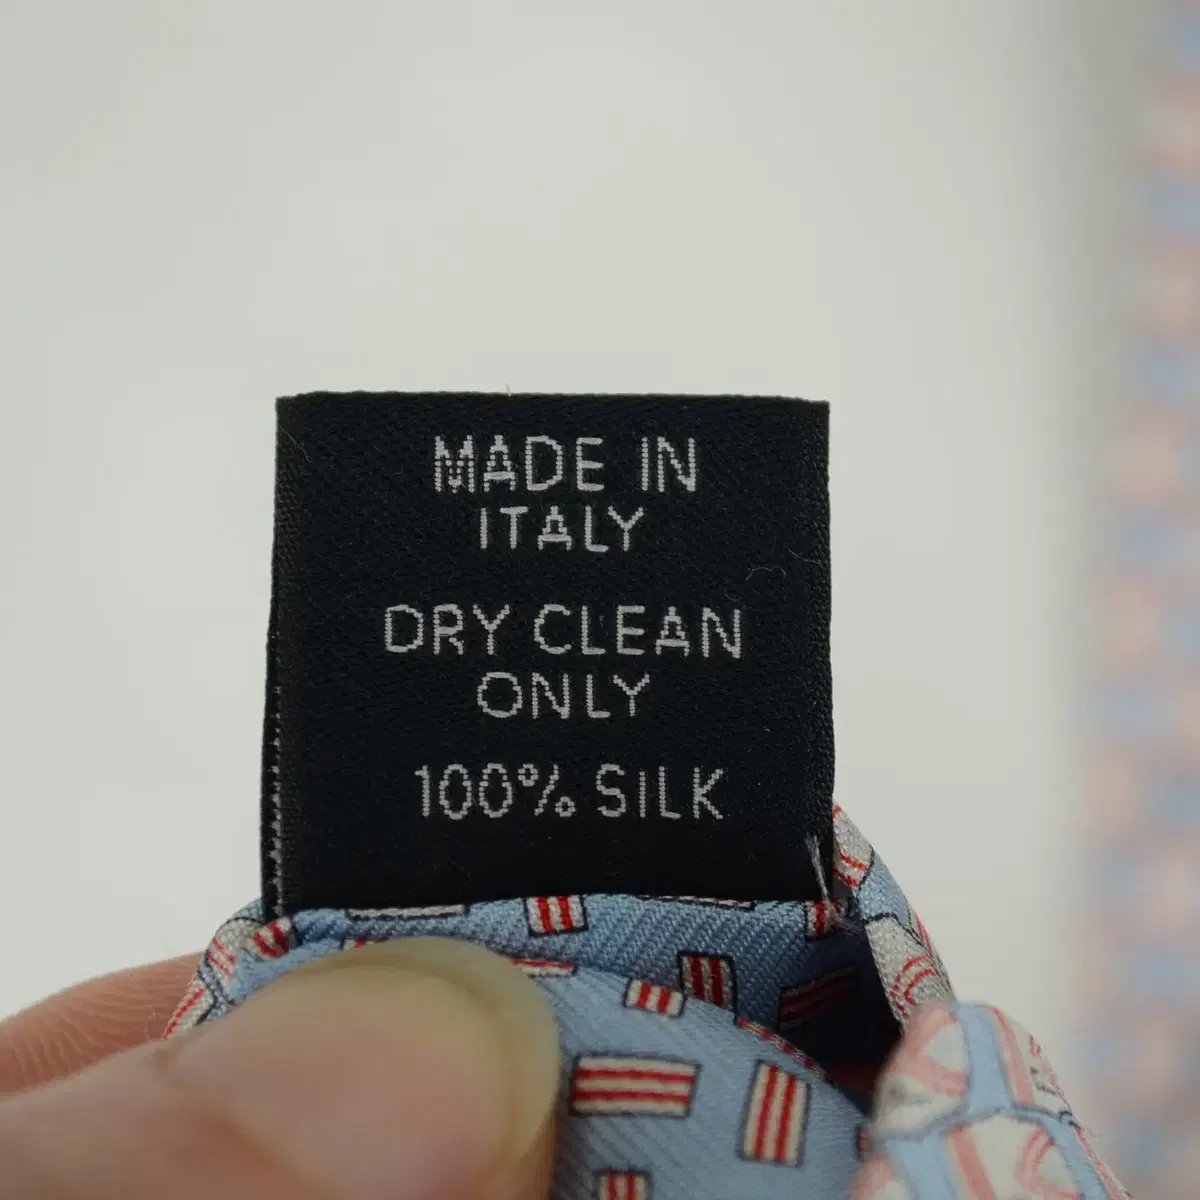 MADE IN
ITALY
DRY CLEAN
ONLY
100% SILK